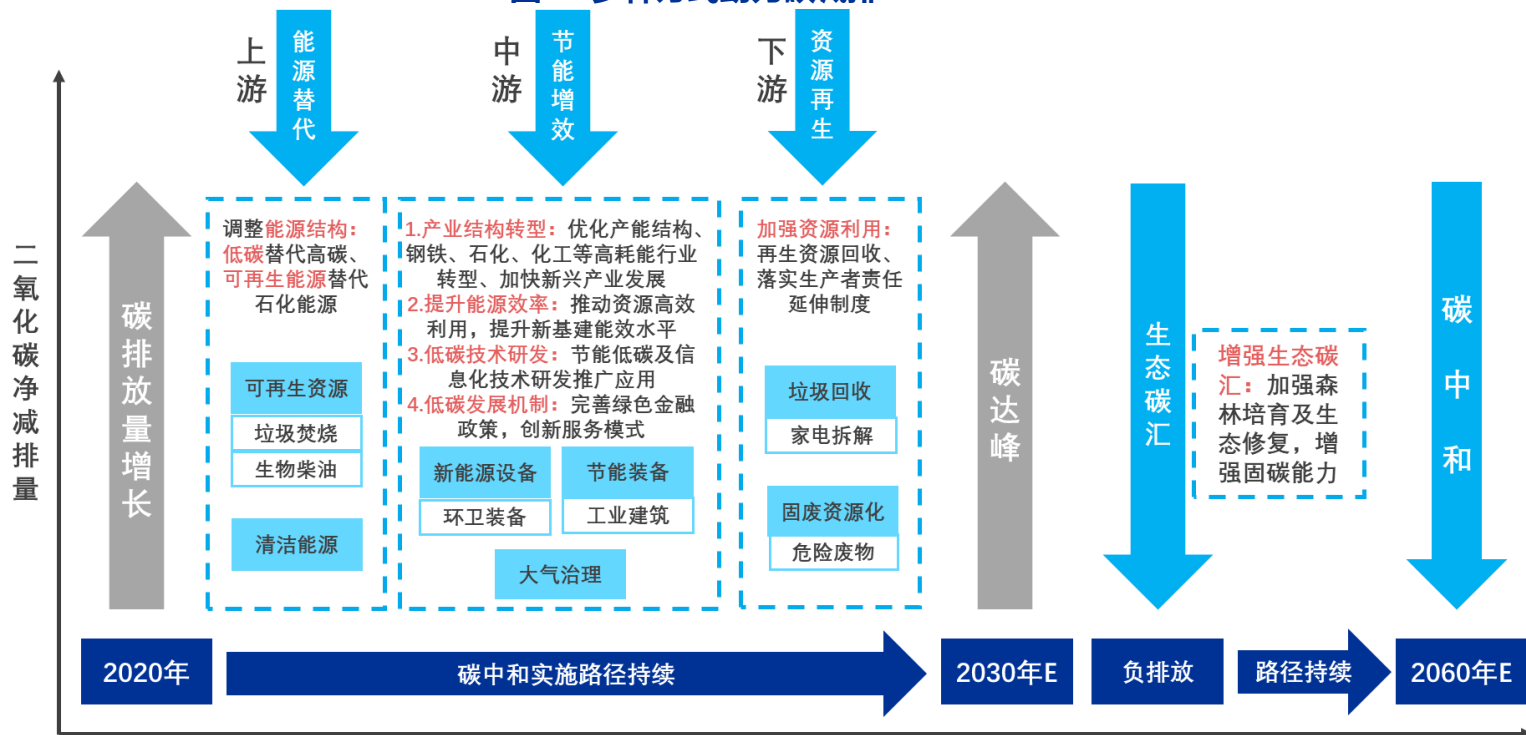 上游
能源替代
中游
节能增效
下游
资源再生
二氧化碳净减排量
碳排放量增长
调整能源结构：
低碳替代高碳、
可再生能源替代
石化能源
可再生资源
垃圾焚烧
生物柴油
清洁能源
1.产业结构转型：优化产能结构、
钢铁、石化、化工等高耗能行业
转型、加快新兴产业发展
2.提升能源效率：推动资源高效
利用，提升新基建能效水平
3.低碳技术研发：节能低碳及信
息化技术研发推广应用
4.低碳发展机制：完善绿色金融
政策，创新服务模式
新能源设备
节能装备
环卫装备
工业建筑
大气治理
加强资源利用：
再生资源回收、
落实生产者责任
延伸制度
垃圾回收
家电拆解
固废资源化
危险废物
碳达峰
生态碳汇
增强生态碳
汇：加强森
林培育及生
态修复，增
强固碳能力
碳中和
2020年
碳中和实施路径持续
2030年E
负排放
路径持续
2060年E